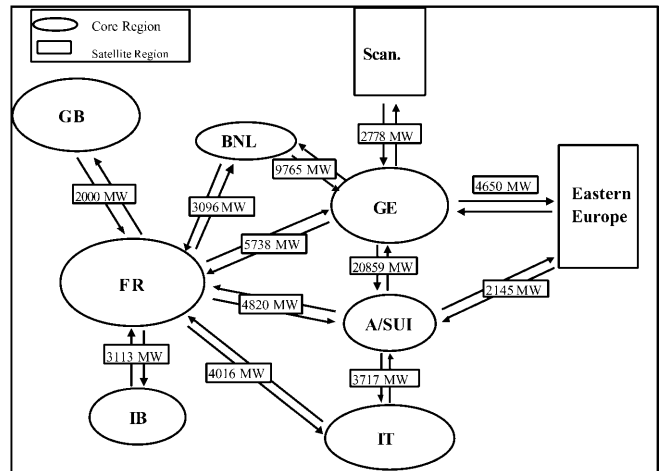 Core Region
Satellite Region
Scan.
GB
BNL
2778 MW
9765 MW
4650 MW
Eastern
Europe
2000 MW
3096 MW
GE
5738 MW
FR
20859 MW
2145 MW
4820 MW
A/SUI
3113 MW
4016 MW
3717 MW
IB
IT